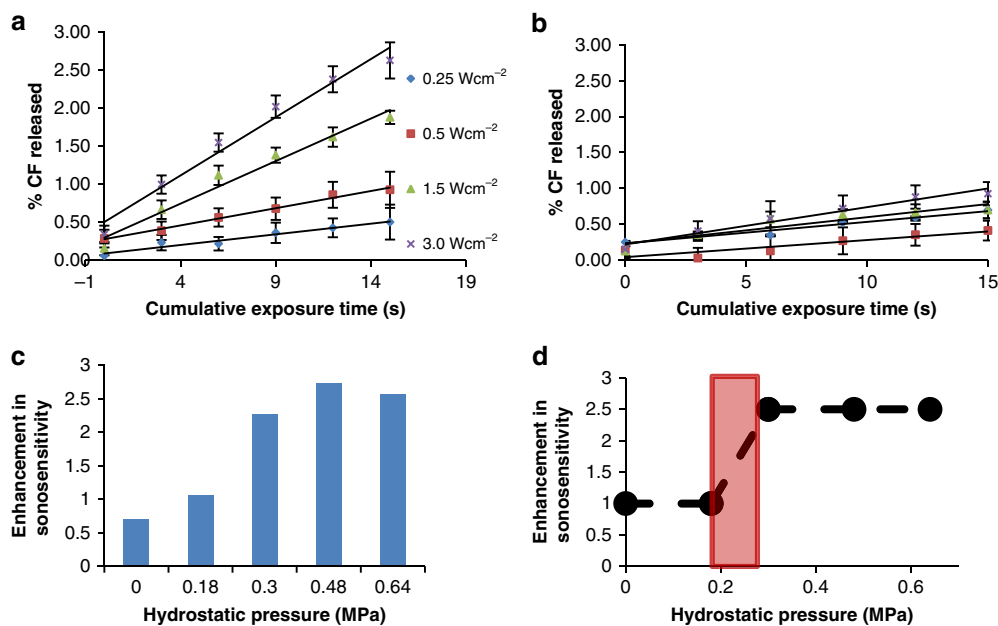 a
3.00
2.50
2.00
1.50
1.00
0.50
0.00
% CF released
−1
4
9
14
19
Cumulative exposure time (s)
0.25 Wcm⁻²
0.5 Wcm⁻²
1.5 Wcm⁻²
3.0 Wcm⁻²
b
3.00
2.50
2.00
1.50
1.00
0.50
0.00
% CF released
0
5
10
15
Cumulative exposure time (s)
c
3
2.5
2
1.5
1
0.5
0
Enhancement in
sonosensitivity
0
0.18
0.3
0.48
0.64
Hydrostatic pressure (MPa)
d
3
2.5
2
1.5
1
0.5
0
Enhancement in
sonosensitivity
0
0.2
0.4
0.6
Hydrostatic pressure (MPa)